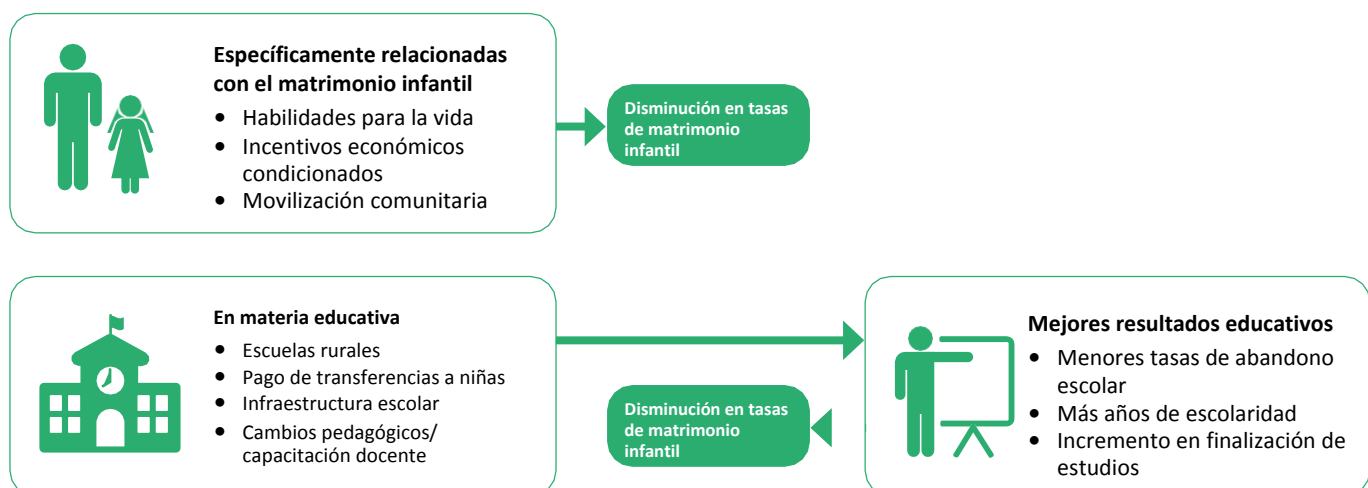 Específicamente relacionadas
con el matrimonio infantil
• Habilidades para la vida
• Incentivos económicos
condicionados
• Movilización comunitaria
Disminución en tasas
de matrimonio
infantil
En materia educativa
• Escuelas rurales
• Pago de transferencias a niñas
• Infraestructura escolar
• Cambios pedagógicos/
capacitación docente
Disminución en tasas
de matrimonio
infantil
Mejores resultados educativos
• Menores tasas de abandono
escolar
• Más años de escolaridad
• Incremento en finalización de
estudios